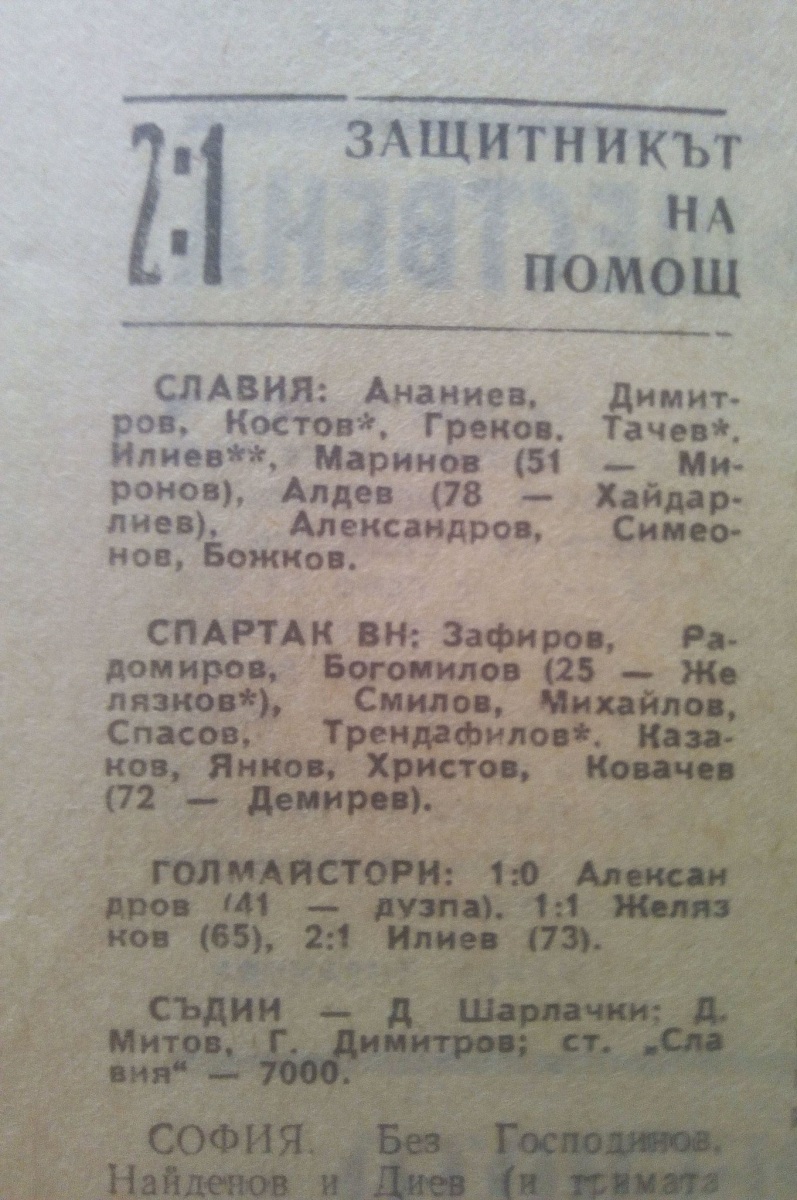 2:1
ЗАЩИТНИКЪТ
НА
ПОМОЩ
СЛАВИЯ: Ананиев, Димит-
ров, Костов*, Греков, Тачев*,
Илиев**, Маринов (51 — Ми-
ронов), Алдев (78 — Хайдар-
лиев), Александров, Симео-
нов, Божков.
СПАРТАК ВН: Зафиров, Ра-
домиров, Богомилов (25 — Же
лязков*), Смилов, Михайлов,
Спасов, Трендафилов*, Каза-
ков, Янков, Христов, Ковачев
(72 — Демирев).
ГОЛМАЙСТОРИ: 1:0 Алексан
дров (41 — дузпа), 1:1 Желяз
ков (65), 2:1 Илиев (73).
СЪДИИ — Д Шарлачки; Д.
Митов, Г. Димитров; ст. „Сла
вия“ — 7000.
СОФИЯ. Без Господинов,
Найденов и Диев (и тримата